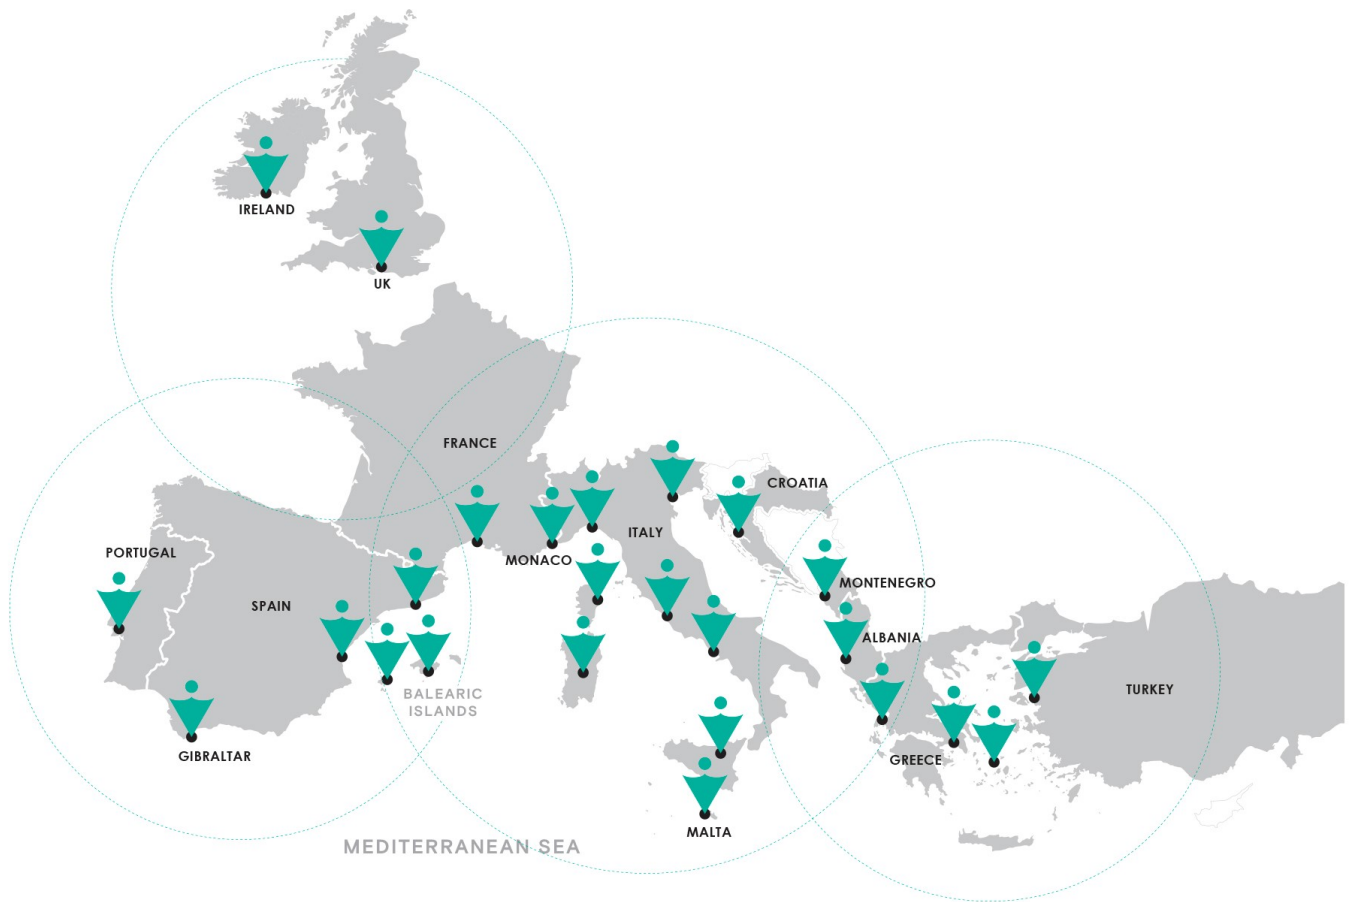 IRELAND
UK
FRANCE
CROATIA
ITALY
PORTUGAL
MONACO
MONTENEGRO
SPAIN
ALBANIA
BALEARIC
ISLANDS
TURKEY
GIBRALTAR
GREECE
MALTA
MEDITERRANEAN SEA